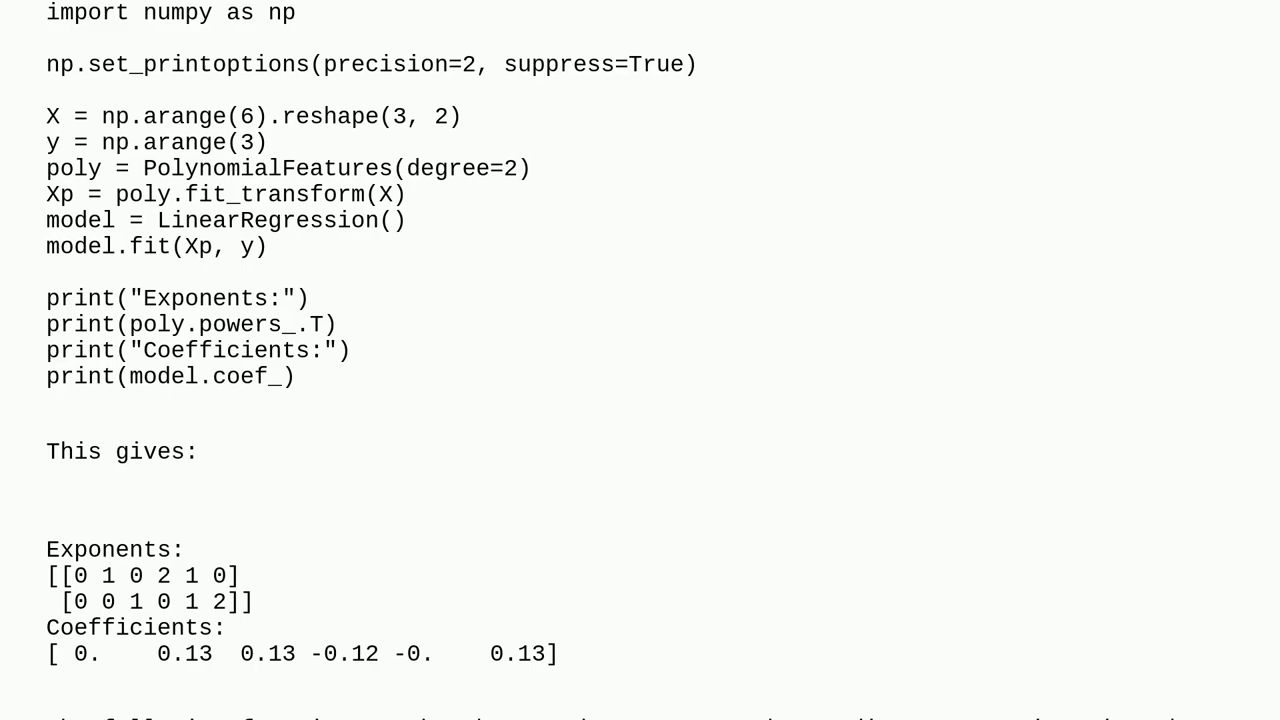 import numpy as np
np.set_printoptions(precision=2, suppress=True)
X = np.arange(6).reshape(3, 2)
y = np.arange(3)
poly = PolynomialFeatures(degree=2)
Xp = poly.fit_transform(X)
model = LinearRegression()
model.fit(Xp, y)
print("Exponents:")
print(poly.powers_.T)
print("Coefficients:")
print(model.coef_)
This gives:
Exponents:
[[0 1 0 2 1 0]
 [0 0 1 0 1 2]]
Coefficients:
[ 0.    0.13  0.13 -0.12 -0.    0.13]